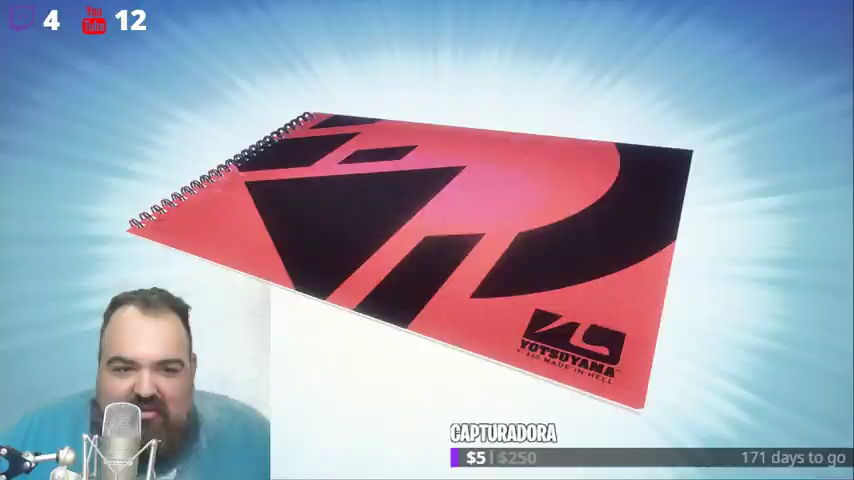 4 You Tube 12
YOTSUYAMA
MADE IN HELL
CAPTURADORA
$5 | $250 171 days to go